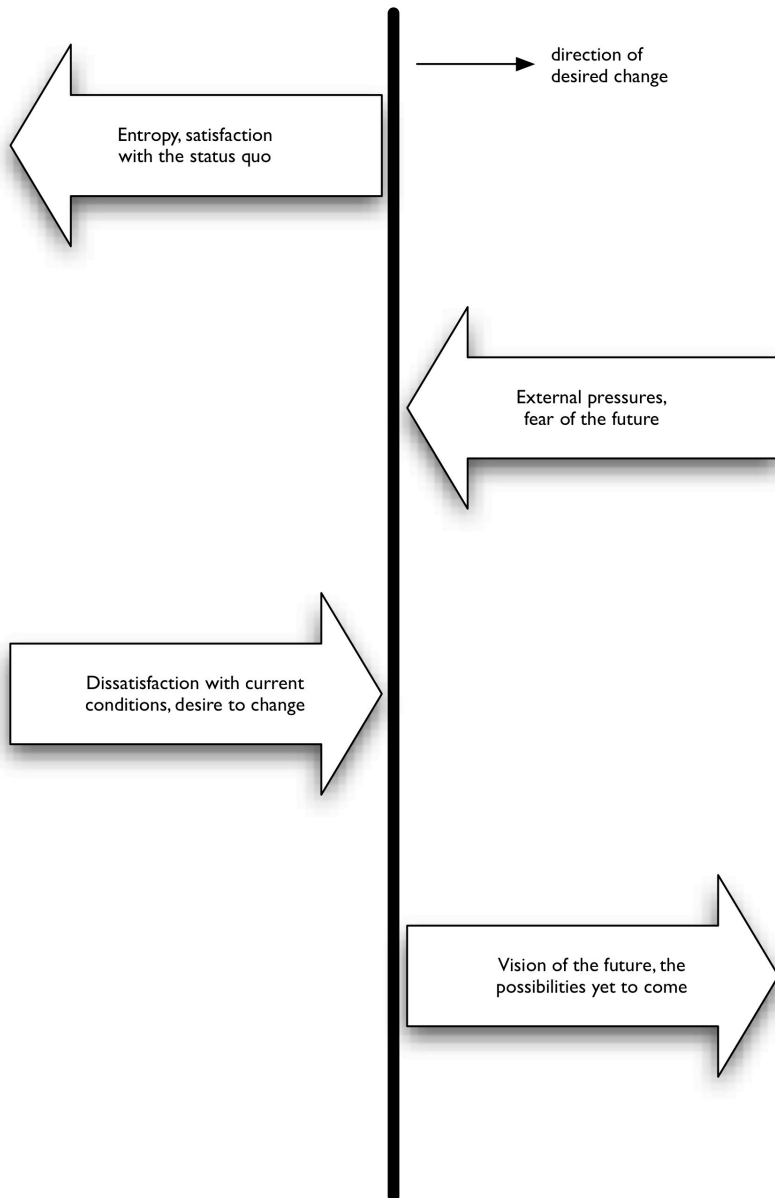 direction of
desired change
Entropy, satisfaction
with the status quo
External pressures,
fear of the future
Dissatisfaction with current
conditions, desire to change
Vision of the future, the
possibilities yet to come